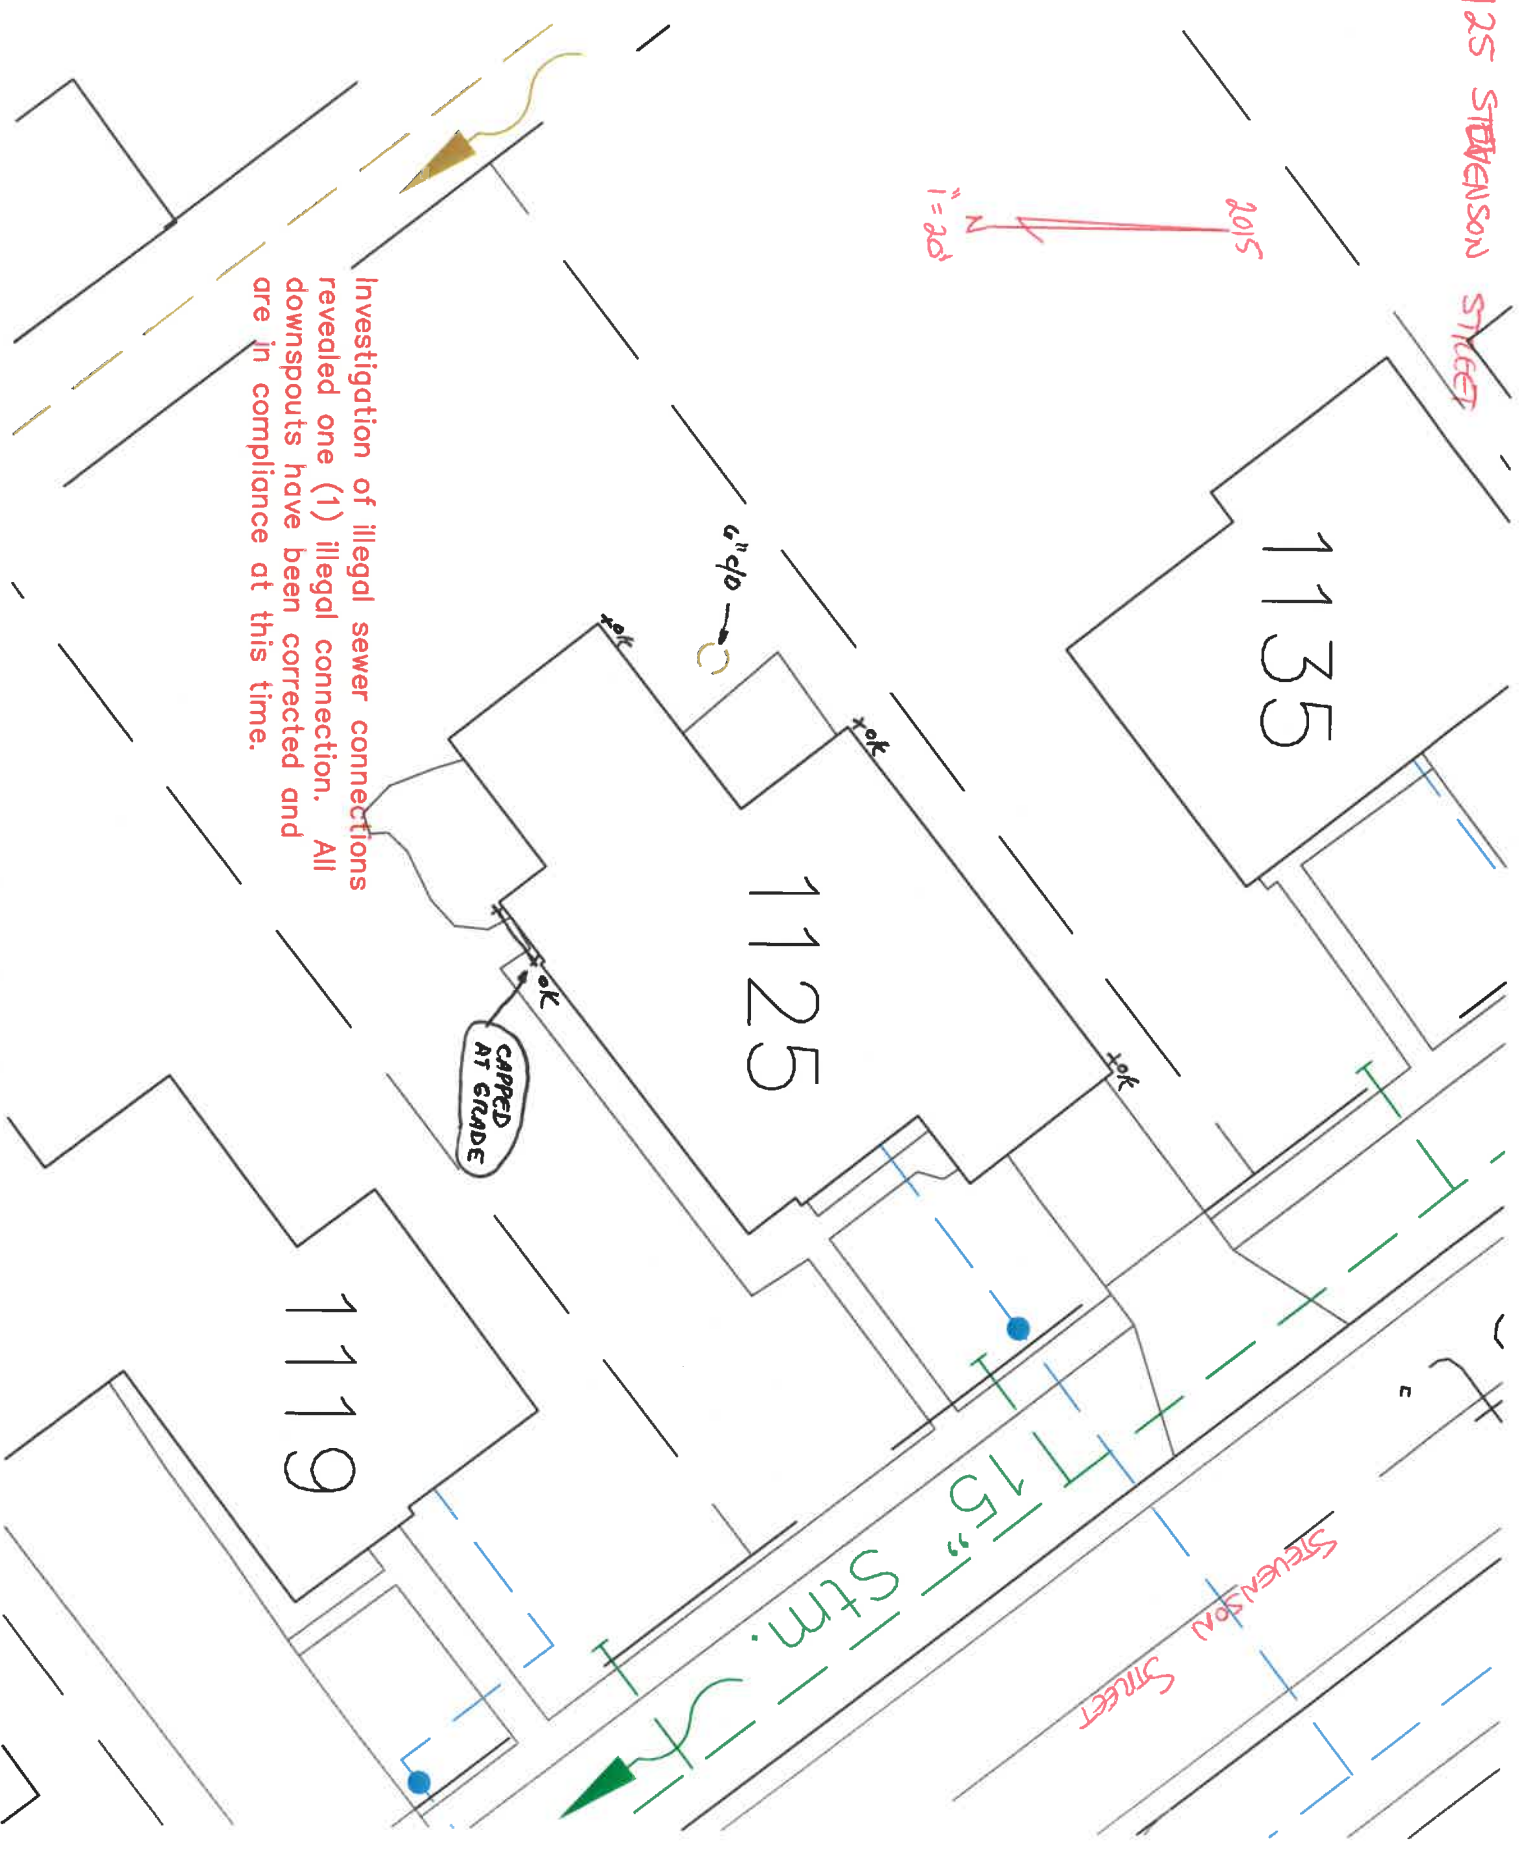 125 STEVENSON STREET
2015
N
1" = 20'
1135
6" c/o
OK
OK
1125
OK
OK
CAPPED
AT GRADE
Investigation of illegal sewer connections
revealed one (1) illegal connection. All
downspouts have been corrected and
are in compliance at this time.
1119
15" Stm.
STEVENSON STREET